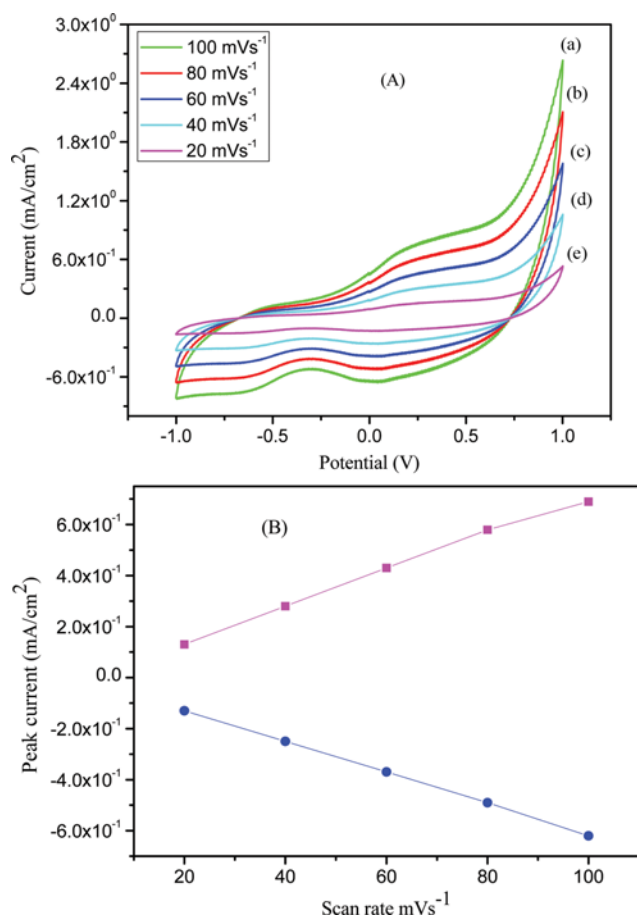 3.0x10⁰
2.4x10⁰
1.8x10⁰
1.2x10⁰
6.0x10⁻¹
0.0
-6.0x10⁻¹
Current (mA/cm²)
100 mVs⁻¹
80 mVs⁻¹
60 mVs⁻¹
40 mVs⁻¹
20 mVs⁻¹
(A)
(a)
(b)
(c)
(d)
(e)
-1.0 -0.5 0.0 0.5 1.0
Potential (V)
(B)
6.0x10⁻¹
4.0x10⁻¹
2.0x10⁻¹
0.0
-2.0x10⁻¹
-4.0x10⁻¹
-6.0x10⁻¹
Peak current (mA/cm²)
20 40 60 80 100
Scan rate mVs⁻¹